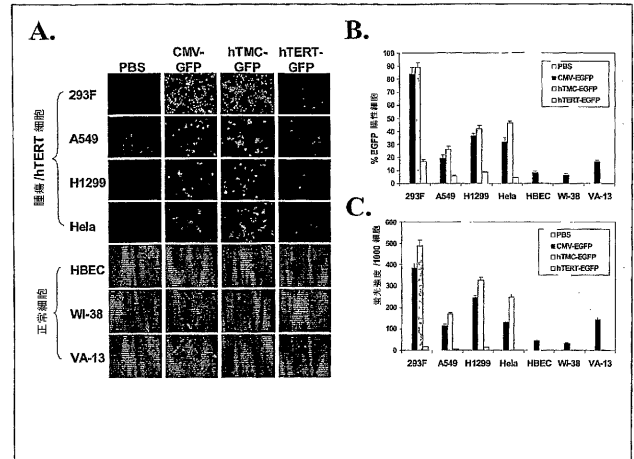 A.
PBS
CMV-
GFP
hTMC-
GFP
hTERT-
GFP
腫瘍/hTERT 細胞
293F
A549
H1299
Hela
正常細胞
HBEC
WI-38
VA-13
B.
% EGFP 陽性細胞
100
90
80
70
60
50
40
30
20
10
0
PBS
CMV-EGFP
hTMC-EGFP
hTERT-EGFP
293F A549 H1299 Hela HBEC WI-38 VA-13
C.
蛍光強度/1000 細胞
600
500
400
300
200
100
0
PBS
CMV-EGFP
hTMC-EGFP
hTERT-EGFP
293F A549 H1299 Hela HBEC WI-38 VA-13